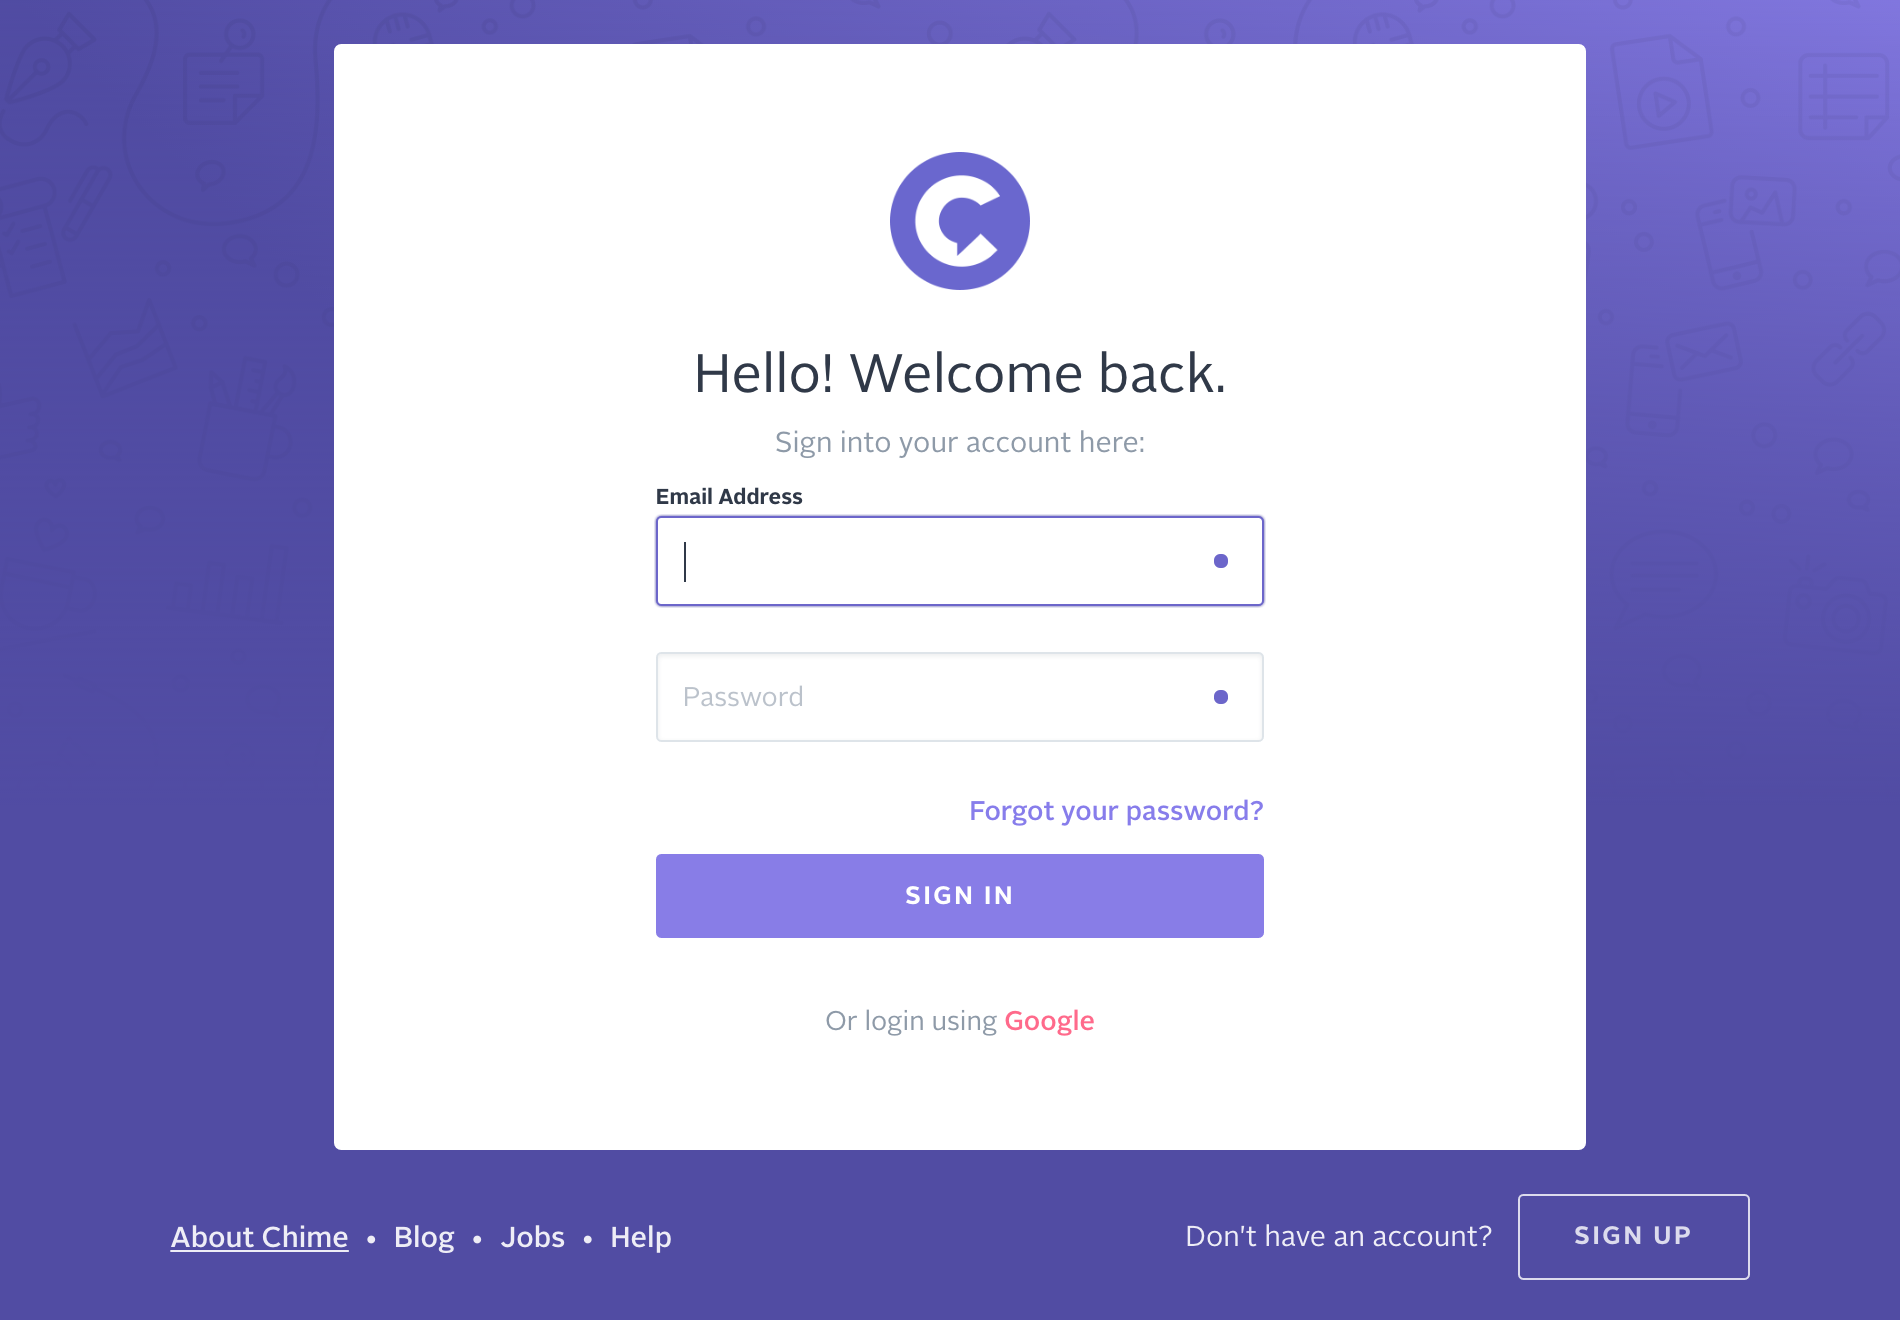 Hello! Welcome back.
Sign into your account here:
Email Address
Password
Forgot your password?
SIGN IN
Or login using Google
About Chime • Blog • Jobs • Help
Don't have an account?
SIGN UP